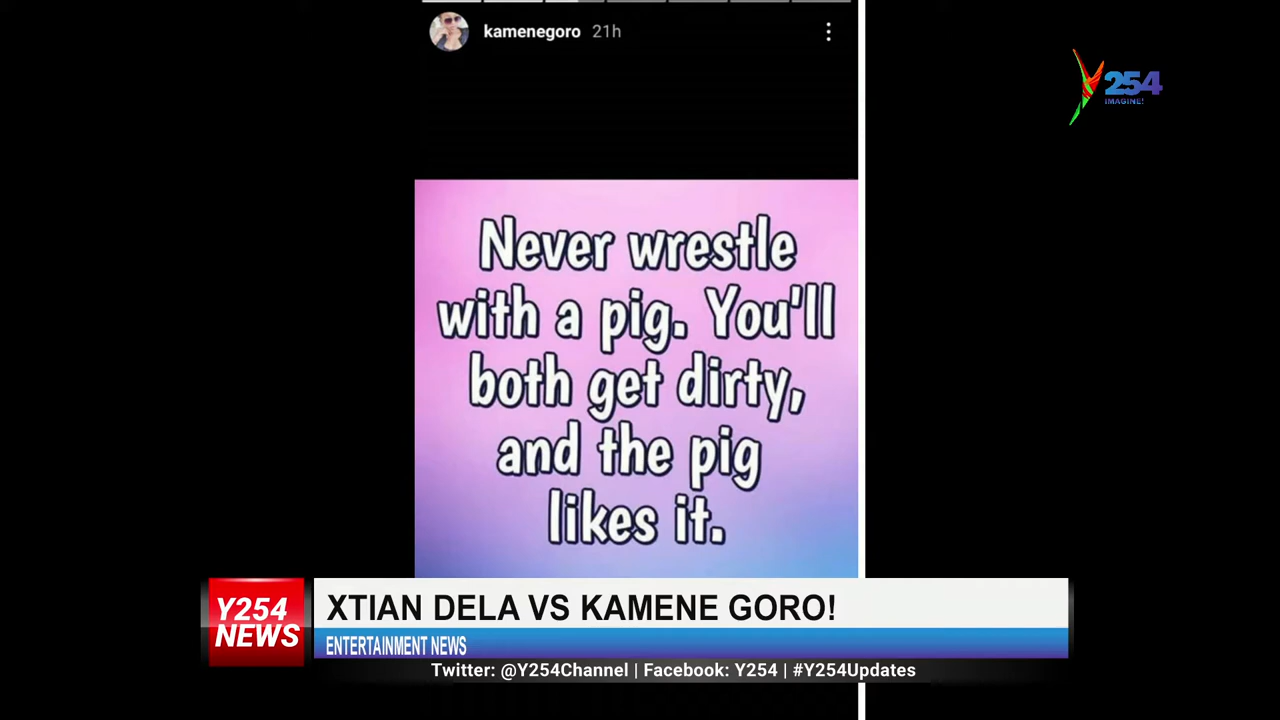 kamenegoro 21h
254
IMAGINE!
Never wrestle
with a pig. You'll
both get dirty,
and the pig
likes it.
Y254
NEWS
XTIAN DELA VS KAMENE GORO!
ENTERTAINMENT NEWS
Twitter: @Y254Channel | Facebook: Y254 | #Y254Updates